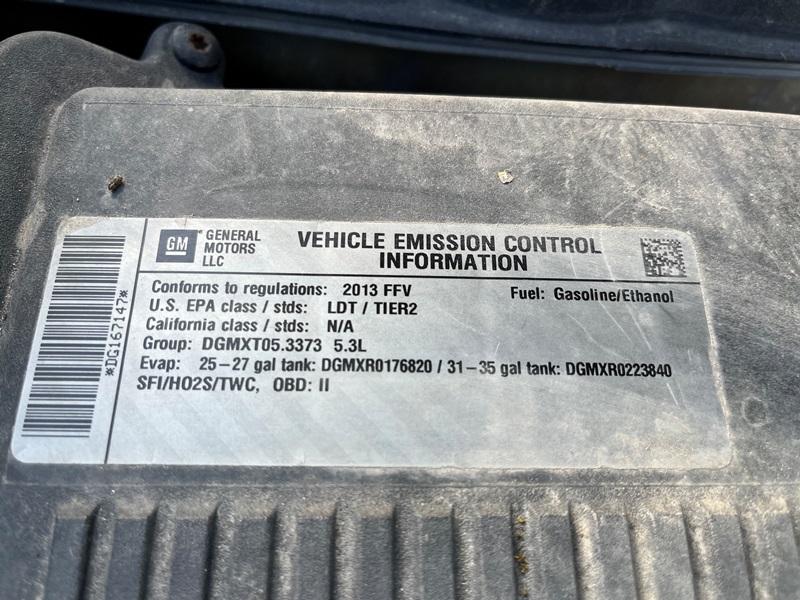 GM
GENERAL
MOTORS
LLC
VEHICLE EMISSION CONTROL
INFORMATION
*DG167147*
Conforms to regulations: 2013 FFV
Fuel: Gasoline/Ethanol
U.S. EPA class / stds: LDT / TIER2
California class / stds: N/A
Group: DGMXT05.3373 5.3L
Evap: 25-27 gal tank: DGMXR0176820 / 31-35 gal tank: DGMXR0223840
SFI/HO2S/TWC, OBD: II